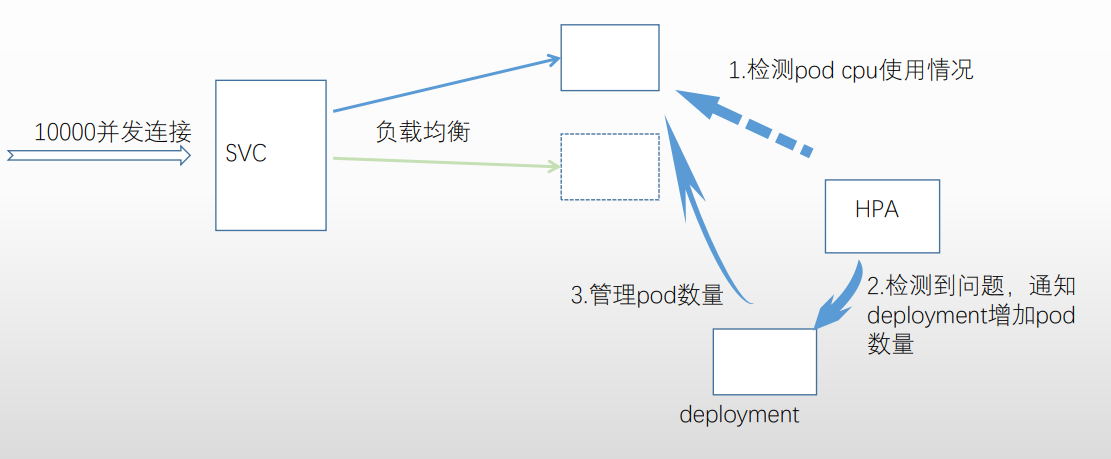 10000并发连接
SVC
负载均衡
1.检测pod cpu使用情况
HPA
2.检测到问题，通知
deployment增加pod
数量
3.管理pod数量
deployment